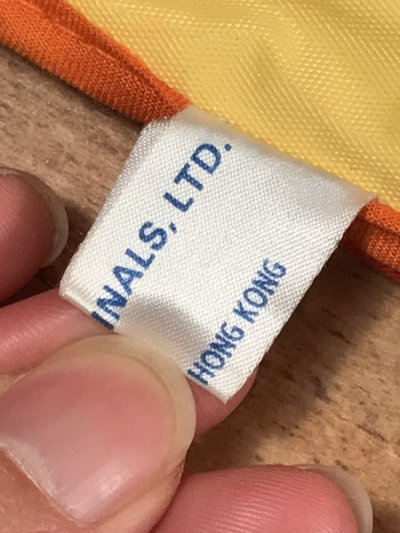 INALS, LTD.
HONG KONG